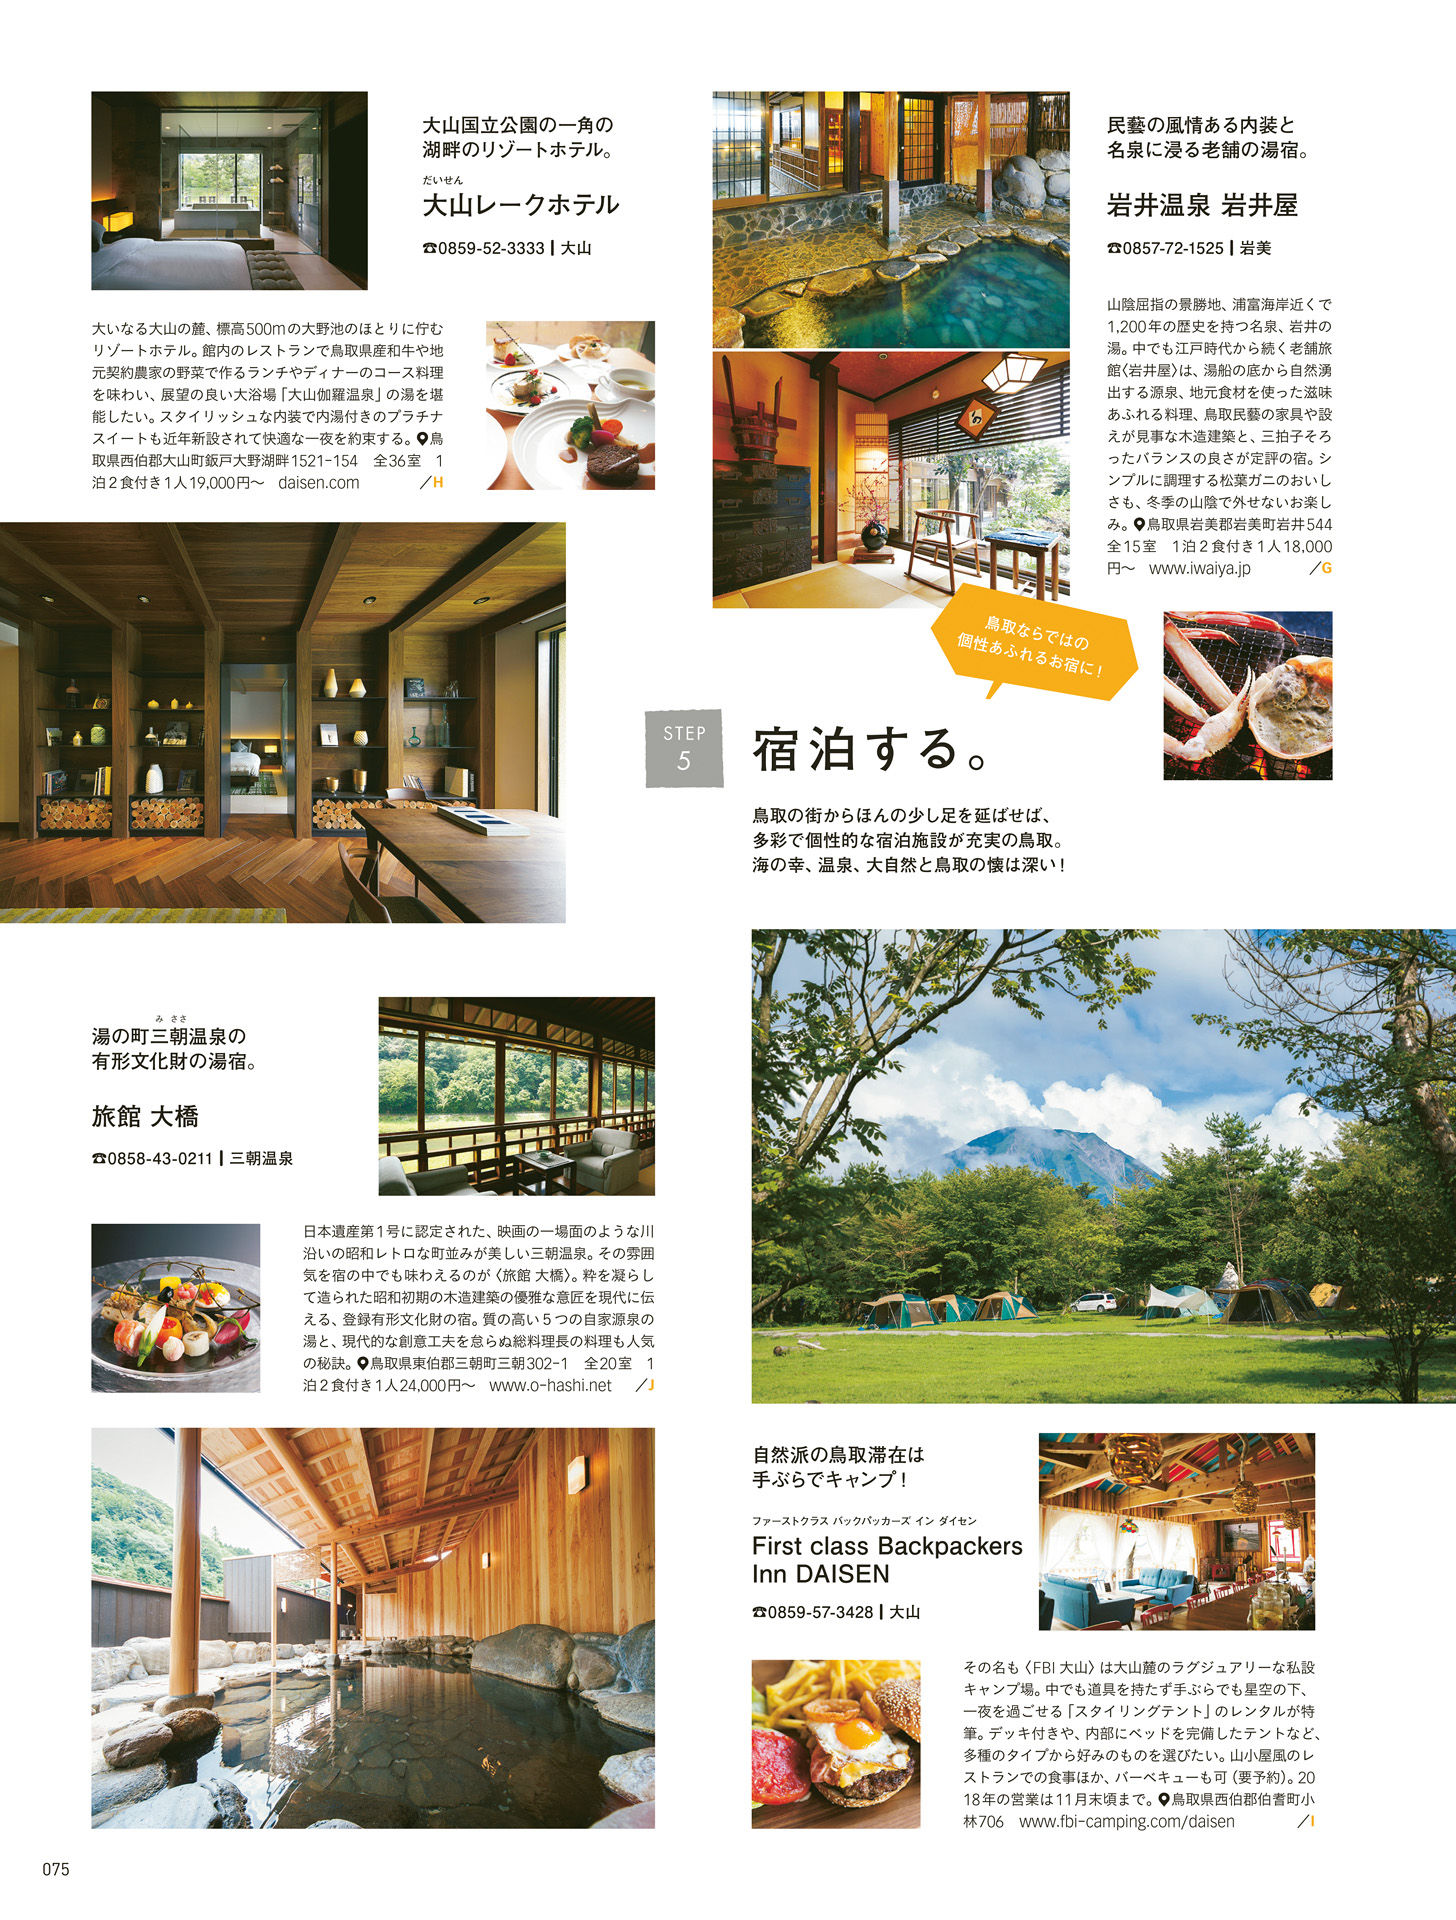 大山国立公園の一角の
湖畔のリゾートホテル。
だいせん
大山レークホテル
☎0859-52-3333┃大山
大いなる大山の麓、標高500mの大野池のほとりに佇む
リゾートホテル。館内のレストランで鳥取県産和牛や地
元契約農家の野菜で作るランチやディナーのコース料理
を味わい、展望の良い大浴場「大山伽羅温泉」の湯を堪
能したい。スタイリッシュな内装で内湯付きのプラチナ
スイートも近年新設されて快適な一夜を約束する。鳥
取県西伯郡大山町鈑戸大野湖畔1521-154　全36室　1
泊2食付き1人19,000円〜　daisen.com　／H
民藝の風情ある内装と
名泉に浸る老舗の湯宿。
岩井温泉 岩井屋
☎0857-72-1525┃岩美
山陰屈指の景勝地、浦富海岸近くで
1,200年の歴史を持つ名泉、岩井の
湯。中でも江戸時代から続く老舗旅
館〈岩井屋〉は、湯船の底から自然湧
出する源泉、地元食材を使った滋味
あふれる料理、鳥取民藝の家具や設
えが見事な木造建築と、三拍子そろ
ったバランスの良さが定評の宿。シ
ンプルに調理する松葉ガニのおいし
さも、冬季の山陰で外せないお楽し
み。鳥取県岩美郡岩美町岩井544
全15室　1泊2食付き1人18,000
円〜　www.iwaiya.jp　／G
鳥取ならではの
個性あふれるお宿に！
STEP
5
宿泊する。
鳥取の街からほんの少し足を延ばせば、
多彩で個性的な宿泊施設が充実の鳥取。
海の幸、温泉、大自然と鳥取の懐は深い！
み ささ
湯の町三朝温泉の
有形文化財の湯宿。
旅館 大橋
☎0858-43-0211┃三朝温泉
日本遺産第1号に認定された、映画の一場面のような川
沿いの昭和レトロな町並みが美しい三朝温泉。その雰囲
気を宿の中でも味わえるのが〈旅館 大橋〉。粋を凝らし
て造られた昭和初期の木造建築の優雅な意匠を現代に伝
える、登録有形文化財の宿。質の高い5つの自家源泉の
湯と、現代的な創意工夫を怠らぬ総料理長の料理も人気
の秘訣。鳥取県東伯郡三朝町三朝302-1　全20室　1
泊2食付き1人24,000円〜　www.o-hashi.net　／J
自然派の鳥取滞在は
手ぶらでキャンプ！
ファーストクラス バックパッカーズ イン ダイセン
First class Backpackers
Inn DAISEN
☎0859-57-3428┃大山
その名も〈FBI 大山〉は大山麓のラグジュアリーな私設
キャンプ場。中でも道具を持たず手ぶらでも星空の下、
一夜を過ごせる「スタイリングテント」のレンタルが特
筆。デッキ付きや、内部にベッドを完備したテントなど、
多種のタイプから好みのものを選びたい。山小屋風のレ
ストランでの食事ほか、バーベキューも可（要予約）。20
18年の営業は11月末頃まで。鳥取県西伯郡伯耆町小
林706　www.fbi-camping.com/daisen　／I
075